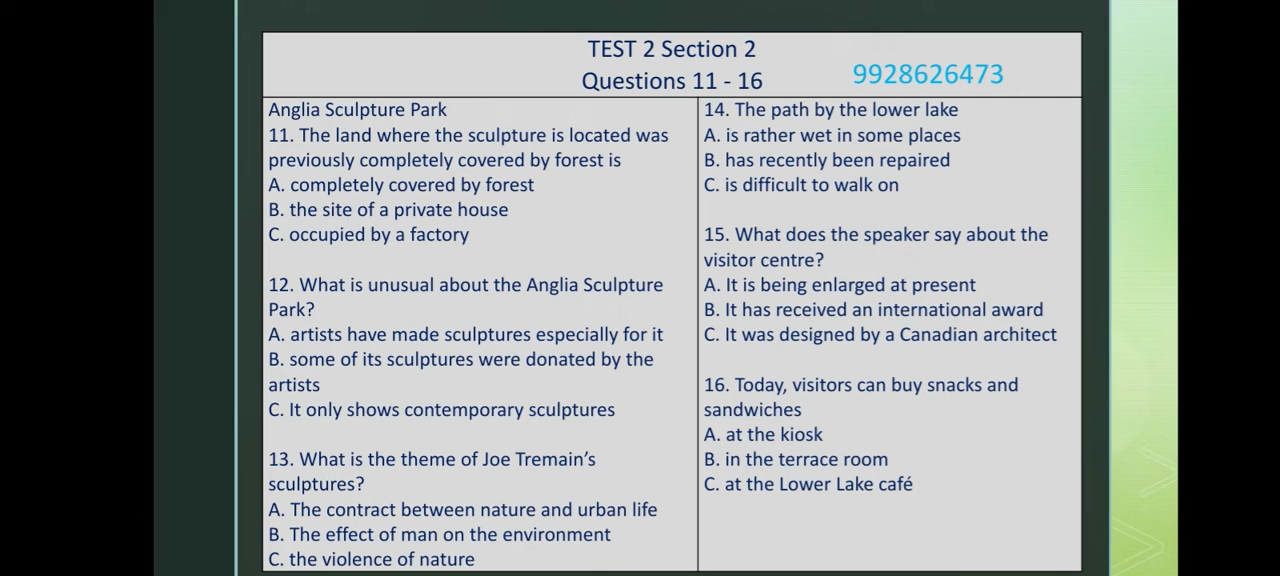 TEST 2 Section 2
Questions 11 - 16
9928626473
Anglia Sculpture Park
11. The land where the sculpture is located was
previously completely covered by forest is
A. completely covered by forest
B. the site of a private house
C. occupied by a factory
12. What is unusual about the Anglia Sculpture
Park?
A. artists have made sculptures especially for it
B. some of its sculptures were donated by the
artists
C. It only shows contemporary sculptures
13. What is the theme of Joe Tremain’s
sculptures?
A. The contract between nature and urban life
B. The effect of man on the environment
C. the violence of nature
14. The path by the lower lake
A. is rather wet in some places
B. has recently been repaired
C. is difficult to walk on
15. What does the speaker say about the
visitor centre?
A. It is being enlarged at present
B. It has received an international award
C. It was designed by a Canadian architect
16. Today, visitors can buy snacks and
sandwiches
A. at the kiosk
B. in the terrace room
C. at the Lower Lake café